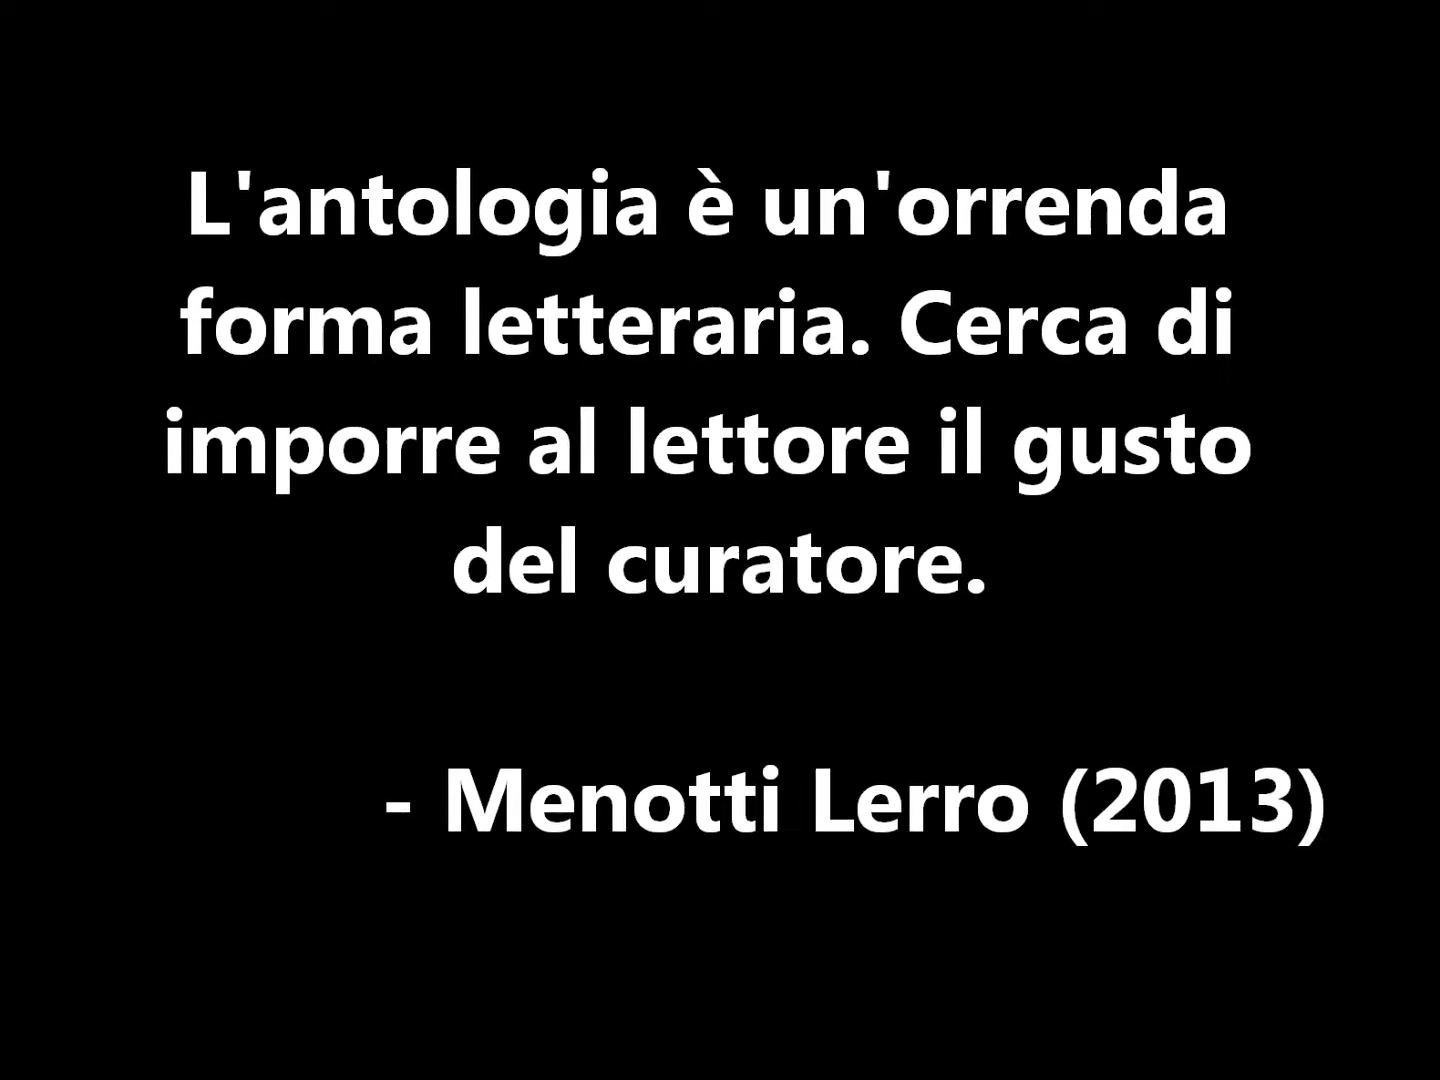 L'antologia è un'orrenda
forma letteraria. Cerca di
imporre al lettore il gusto
del curatore.
- Menotti Lerro (2013)